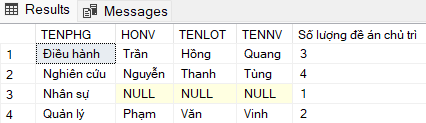 Results Messages
TENPHG HONV TENLOT TENNV Số lượng đề án chủ trì
1 Điều hành Trần Hồng Quang 3
2 Nghiên cứu Nguyễn Thanh Tùng 4
3 Nhân sự NULL NULL NULL 1
4 Quản lý Phạm Văn Vinh 2